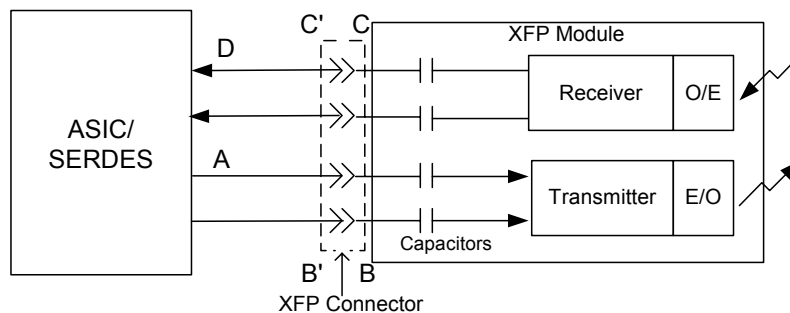 C' C
XFP Module
D
Receiver O/E
ASIC/
SERDES
A
Transmitter E/O
Capacitors
B' B
XFP Connector